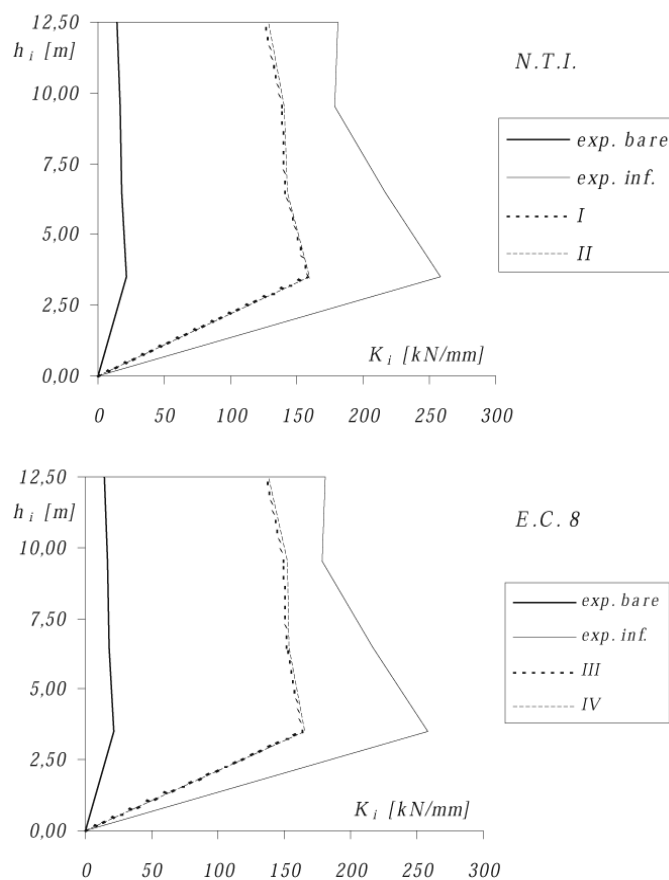 12,50
h i [m]
10,00
7,50
5,00
2,50
0,00
K i [kN/mm]
0 50 100 150 200 250 300
N.T.I.
exp. bare
exp. inf.
I
II
12,50
h i [m]
10,00
7,50
5,00
2,50
0,00
K i [kN/mm]
0 50 100 150 200 250 300
E.C. 8
exp. bare
exp. inf.
III
IV